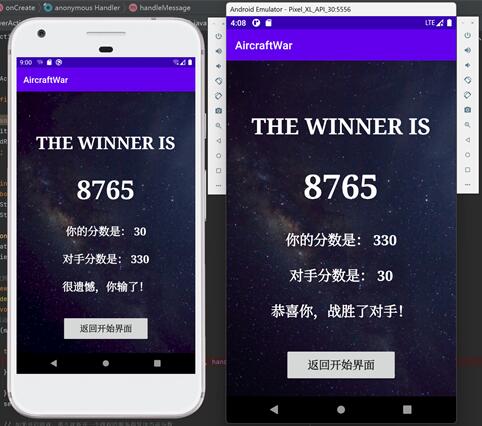 onCreate
anonymous Handler
handleMessage
Android Emulator - Pixel_XL_API_30:5556
9:00
AircraftWar
THE WINNER IS
8765
你的分数是： 30
对手分数是： 330
很遗憾，你输了！
返回开始界面
4:08
LTE
AircraftWar
THE WINNER IS
8765
你的分数是： 330
对手分数是： 30
恭喜你，战胜了对手！
返回开始界面